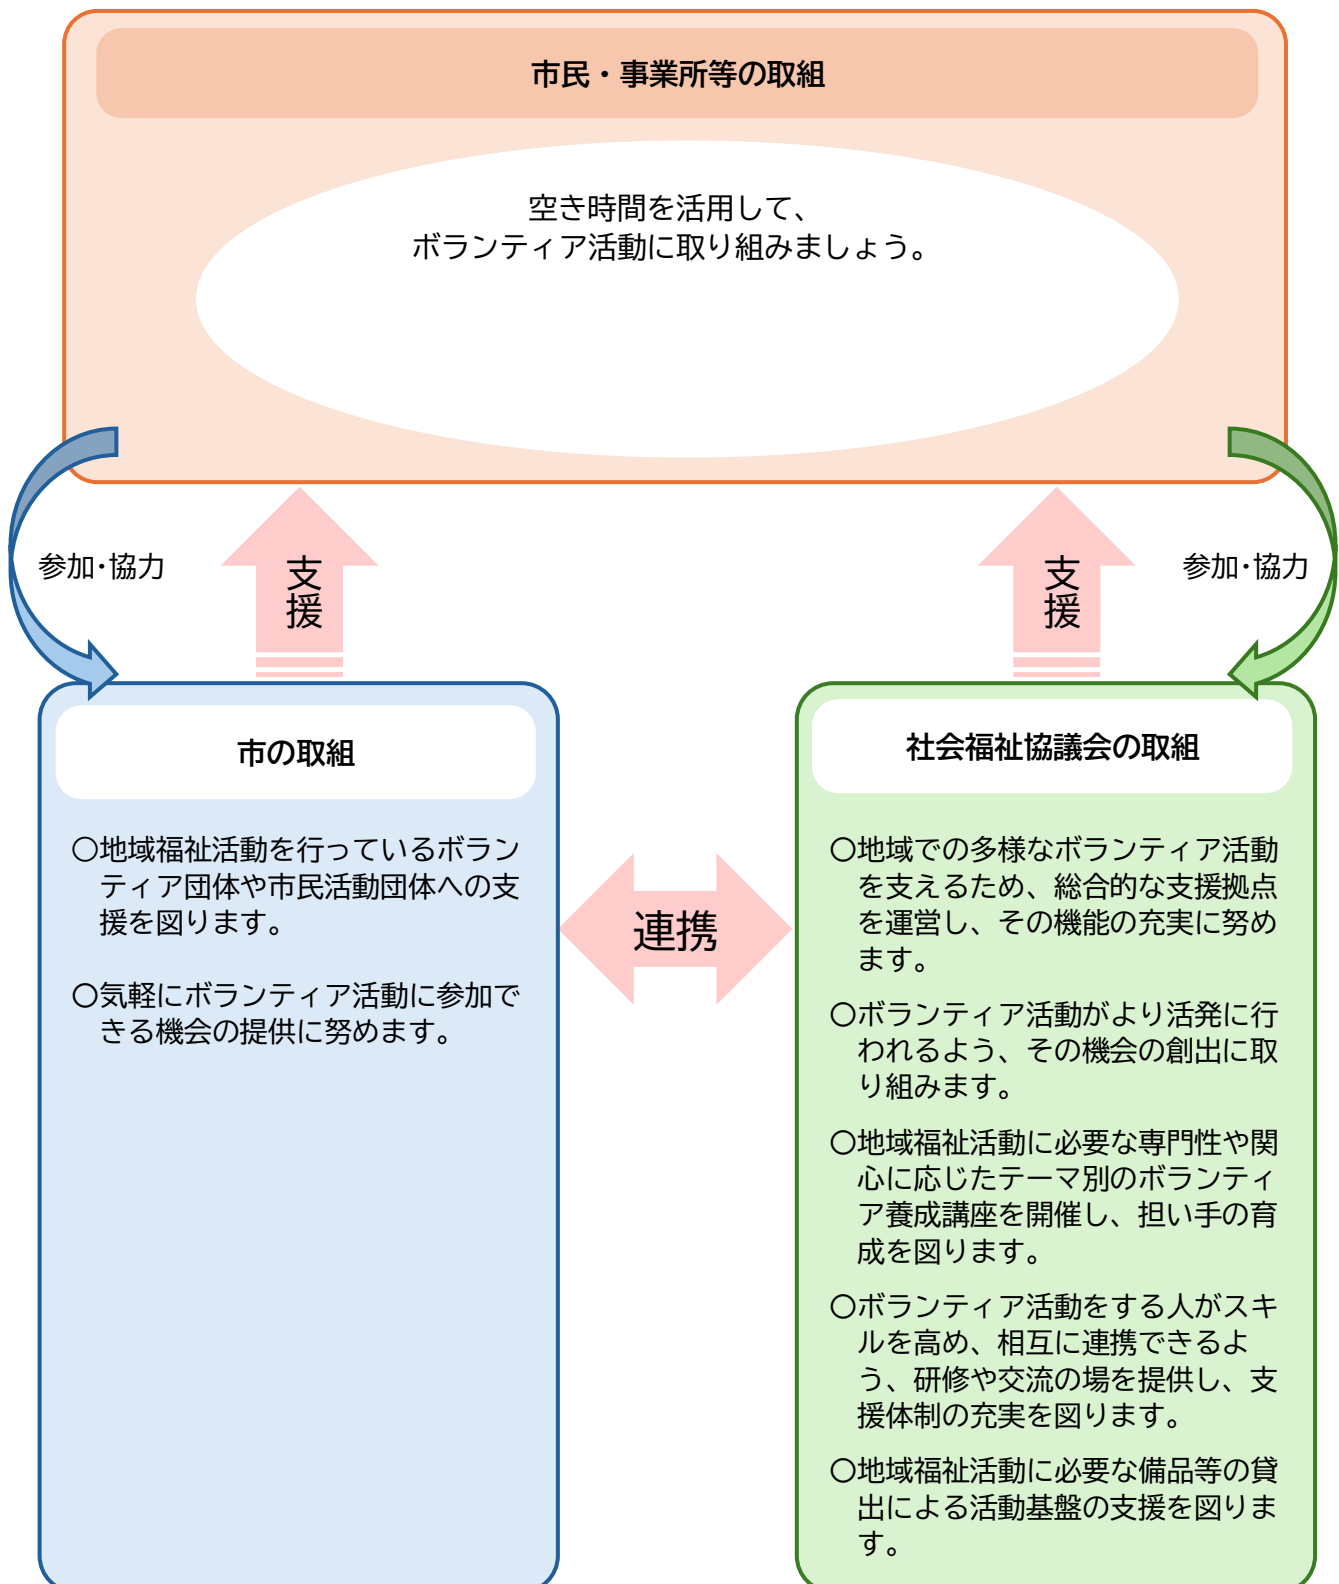 市民・事業所等の取組
空き時間を活用して、
ボランティア活動に取り組みましょう。
参加・協力
支援
支援
参加・協力
市の取組
〇地域福祉活動を行っているボラン
ティア団体や市民活動団体への支
援を図ります。
〇気軽にボランティア活動に参加で
きる機会の提供に努めます。
連携
社会福祉協議会の取組
〇地域での多様なボランティア活動
を支えるため、総合的な支援拠点
を運営し、その機能の充実に努め
ます。
〇ボランティア活動がより活発に行
われるよう、その機会の創出に取
り組みます。
〇地域福祉活動に必要な専門性や関
心に応じたテーマ別のボランティ
ア養成講座を開催し、担い手の育
成を図ります。
〇ボランティア活動をする人がスキ
ルを高め、相互に連携できるよ
う、研修や交流の場を提供し、支
援体制の充実を図ります。
〇地域福祉活動に必要な備品等の貸
出による活動基盤の支援を図りま
す。